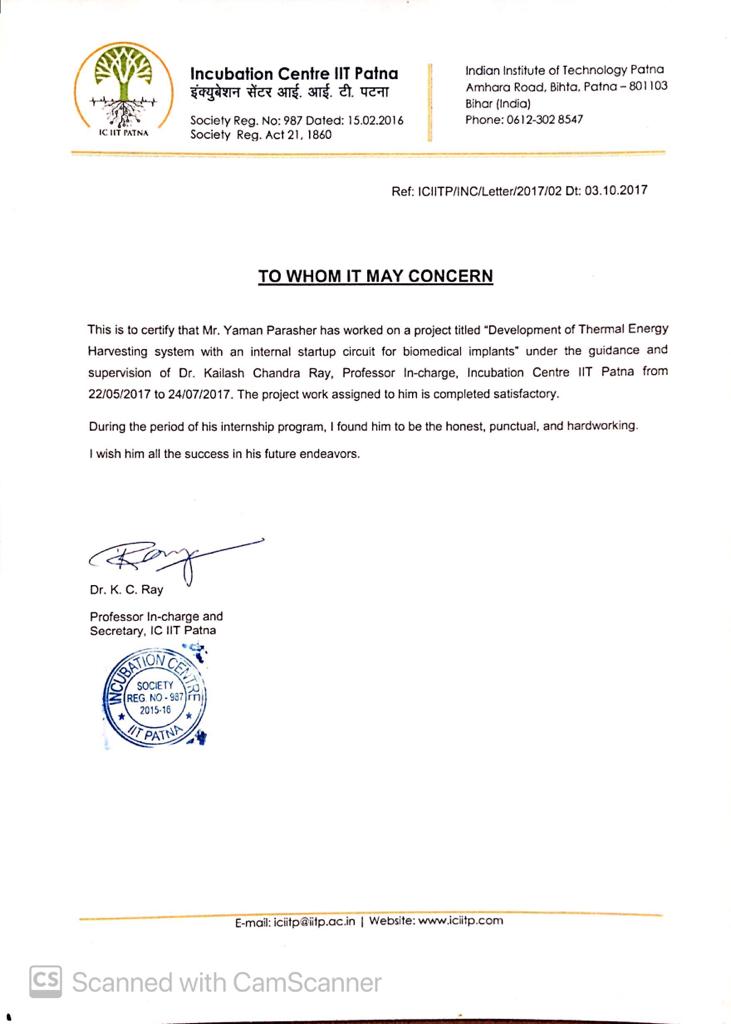 IC IIT PATNA
Incubation Centre IIT Patna
इंक्युबेशन सेंटर आई. आई. टी. पटना
Society Reg. No: 987 Dated: 15.02.2016
Society Reg. Act 21, 1860
Indian Institute of Technology Patna
Amhara Road, Bihta, Patna – 801103
Bihar (India)
Phone: 0612-302 8547
Ref: ICIITP/INC/Letter/2017/02 Dt: 03.10.2017
TO WHOM IT MAY CONCERN
This is to certify that Mr. Yaman Parasher has worked on a project titled “Development of Thermal Energy
Harvesting system with an internal startup circuit for biomedical implants” under the guidance and
supervision of Dr. Kailash Chandra Ray, Professor In-charge, Incubation Centre IIT Patna from
22/05/2017 to 24/07/2017. The project work assigned to him is completed satisfactory.
During the period of his internship program, I found him to be the honest, punctual, and hardworking.
I wish him all the success in his future endeavors.
Ray
Dr. K. C. Ray
Professor In-charge and
Secretary, IC IIT Patna
INCUBATION CENTRE
SOCIETY
REG. NO - 987
2015-16
IIT PATNA
E-mail: iciitp@iitp.ac.in | Website: www.iciitp.com
CS Scanned with CamScanner